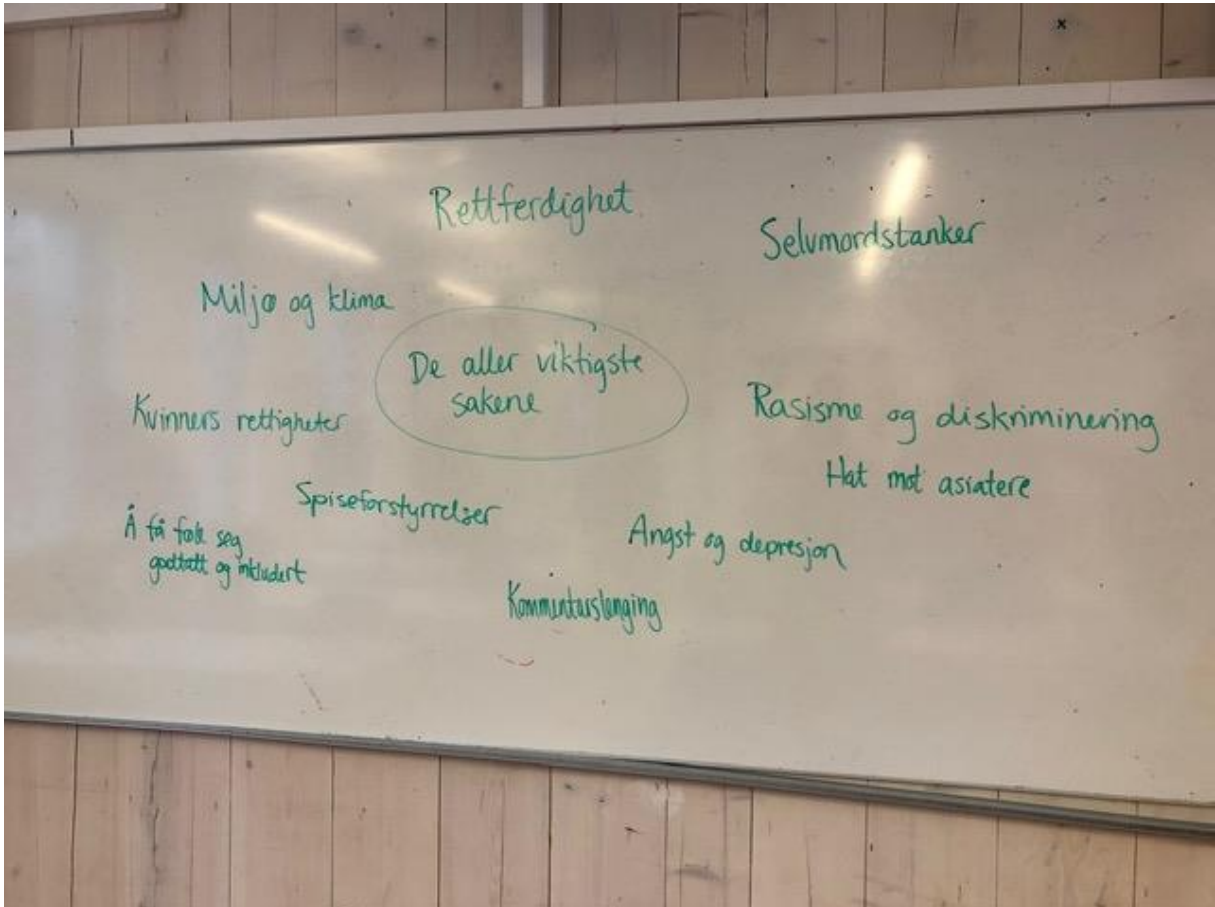 Rettferdighet
Selvmordstanker
Miljø og klima
De aller viktigste
sakene
Kvinners rettigheter
Rasisme og diskriminering
Hat mot asiatere
Spiseforstyrrelser
Å få folk seg
godtatt og inkludert
Angst og depresjon
Kommentarslenging
x